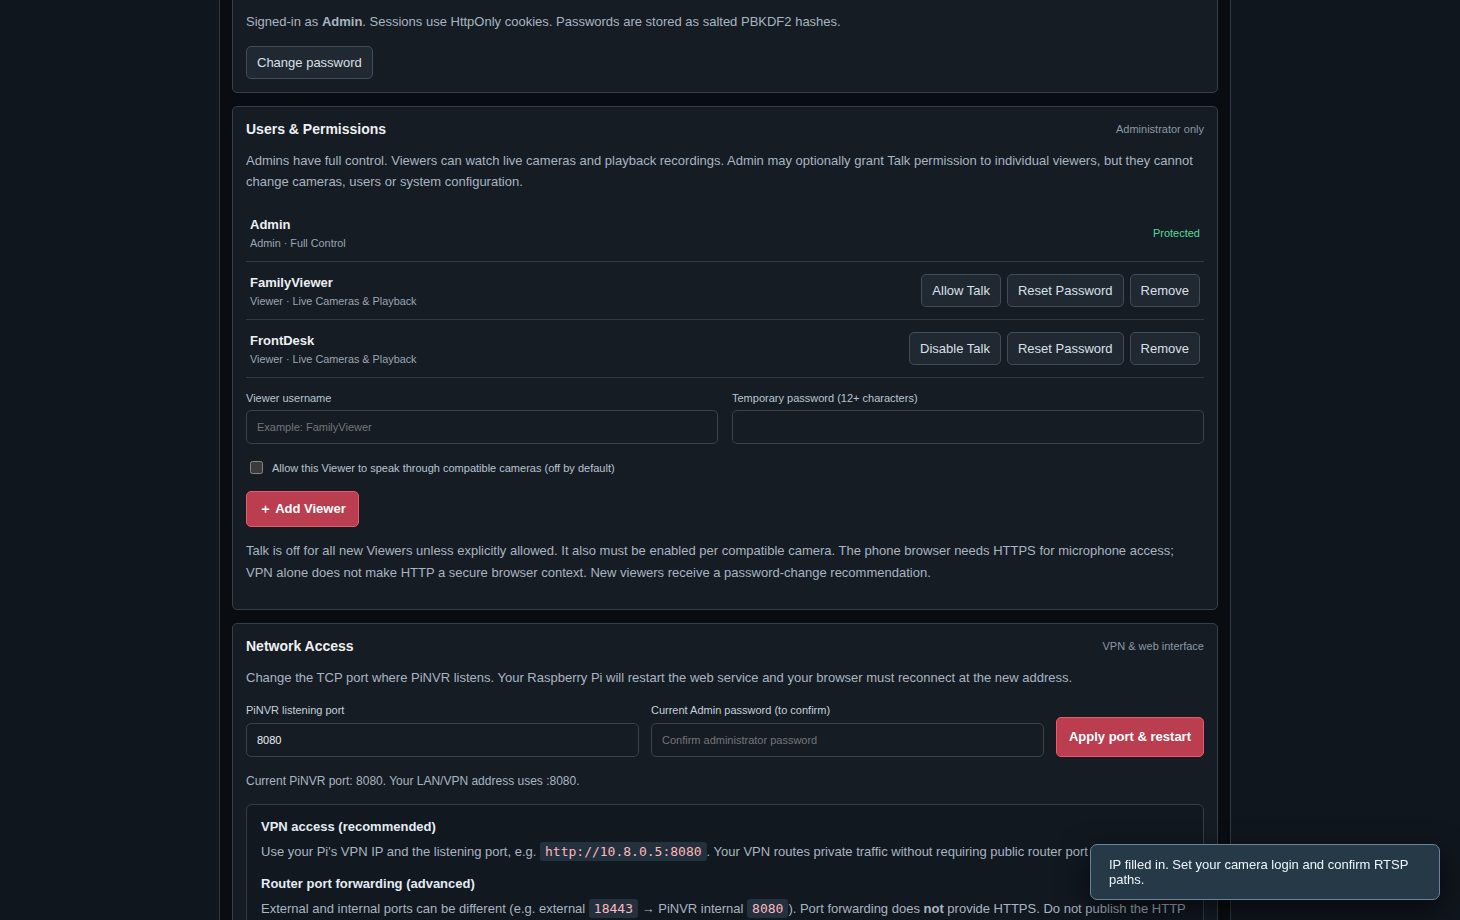 Signed-in as Admin. Sessions use HttpOnly cookies. Passwords are stored as salted PBKDF2 hashes.
Change password
Users & Permissions
Administrator only
Admins have full control. Viewers can watch live cameras and playback recordings. Admin may optionally grant Talk permission to individual viewers, but they cannot
change cameras, users or system configuration.
Admin
Admin · Full Control
Protected
FamilyViewer
Viewer · Live Cameras & Playback
Allow Talk
Reset Password
Remove
FrontDesk
Viewer · Live Cameras & Playback
Disable Talk
Reset Password
Remove
Viewer username
Temporary password (12+ characters)
Example: FamilyViewer
Allow this Viewer to speak through compatible cameras (off by default)
+ Add Viewer
Talk is off for all new Viewers unless explicitly allowed. It also must be enabled per compatible camera. The phone browser needs HTTPS for microphone access;
VPN alone does not make HTTP a secure browser context. New viewers receive a password-change recommendation.
Network Access
VPN & web interface
Change the TCP port where PiNVR listens. Your Raspberry Pi will restart the web service and your browser must reconnect at the new address.
PiNVR listening port
Current Admin password (to confirm)
8080
Confirm administrator password
Apply port & restart
Current PiNVR port: 8080. Your LAN/VPN address uses :8080.
VPN access (recommended)
Use your Pi's VPN IP and the listening port, e.g. http://10.8.0.5:8080. Your VPN routes private traffic without requiring public router port
IP filled in. Set your camera login and confirm RTSP
paths.
Router port forwarding (advanced)
External and internal ports can be different (e.g. external 18443 → PiNVR internal 8080). Port forwarding does not provide HTTPS. Do not publish the HTTP